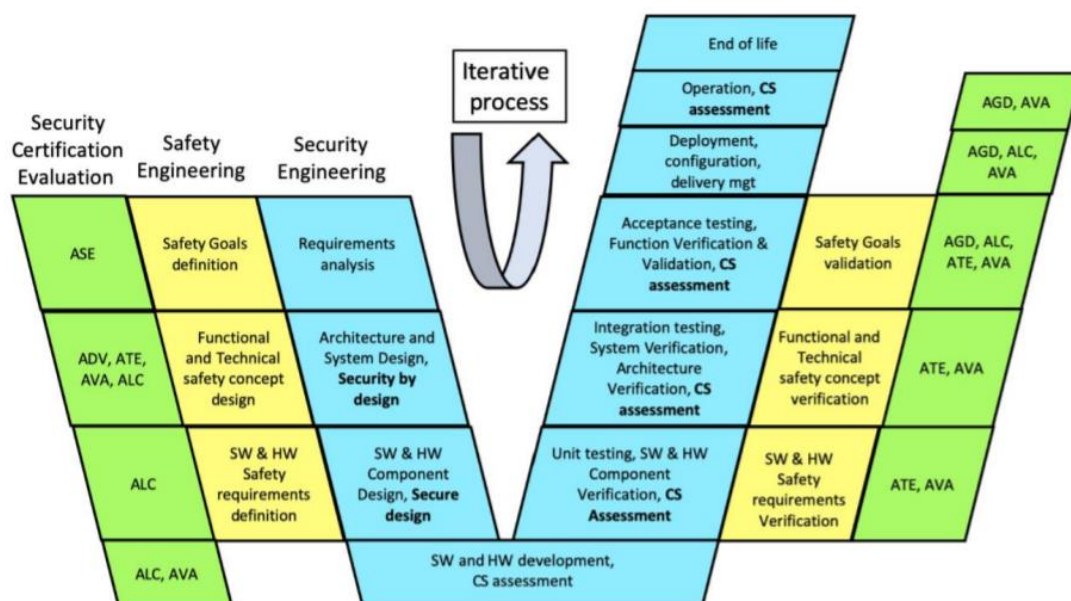 End of life
Iterative
process
Operation, CS
assessment
AGD, AVA
Security
Certification
Evaluation
Safety
Engineering
Security
Engineering
Deployment,
configuration,
delivery mgt
AGD, ALC,
AVA
ASE
Safety Goals
definition
Requirements
analysis
Acceptance testing,
Function Verification &
Validation, CS
assessment
Safety Goals
validation
AGD, ALC,
ATE, AVA
ADV, ATE,
AVA, ALC
Functional
and Technical
safety concept
design
Architecture and
System Design,
Security by
design
Integration testing,
System Verification,
Architecture
Verification, CS
assessment
Functional and
Technical
safety concept
verification
ATE, AVA
ALC
SW & HW
Safety
requirements
definition
SW & HW
Component
Design, Secure
design
Unit testing, SW & HW
Component
Verification, CS
Assessment
SW & HW
Safety
requirements
Verification
ATE, AVA
ALC, AVA
SW and HW development,
CS assessment